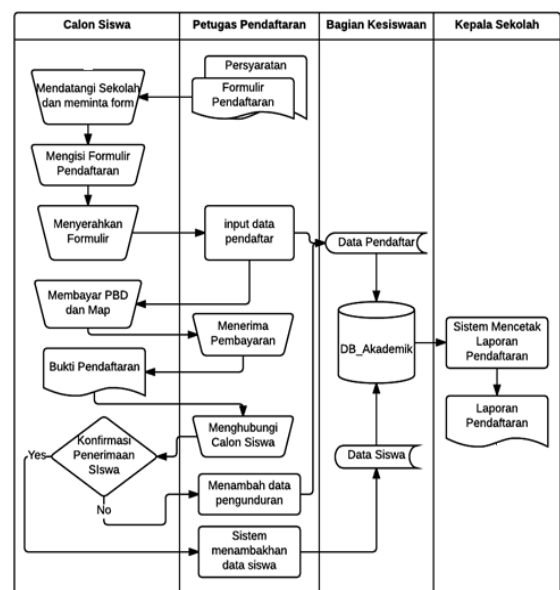 Calon Siswa
Petugas Pendaftaran
Bagian Kesiswaan
Kepala Sekolah
Persyaratan
Formulir
Pendaftaran
Mendatangi Sekolah
dan meminta form
Mengisi Formulir
Pendaftaran
Menyerahkan
Formulir
input data
pendaftar
Data Pendaftar
Membayar PBD
dan Map
Menerima
Pembayaran
DB_Akademik
Sistem Mencetak
Laporan
Pendaftaran
Bukti Pendaftaran
Laporan
Pendaftaran
Menghubungi
Calon Siswa
Konfirmasi
Penerimaan
SIswa
Yes
No
Data Siswa
Menambah data
pengunduran
Sistem
menambakhan
data siswa